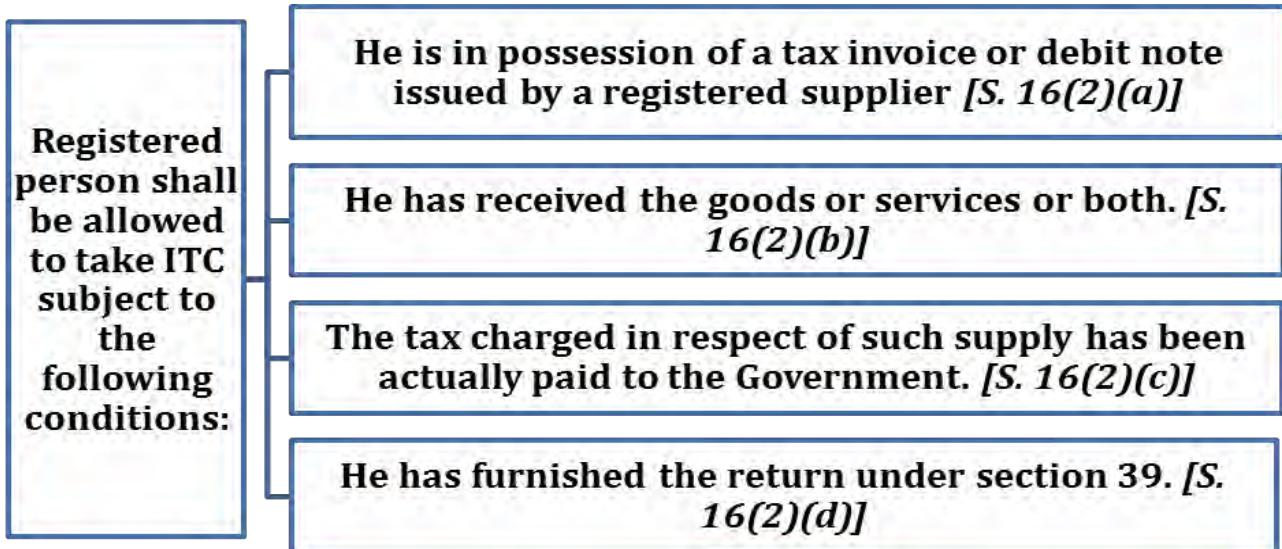 Registered
person shall
be allowed
to take ITC
subject to
the
following
conditions:
He is in possession of a tax invoice or debit note
issued by a registered supplier [S. 16(2)(a)]
He has received the goods or services or both. [S.
16(2)(b)]
The tax charged in respect of such supply has been
actually paid to the Government. [S. 16(2)(c)]
He has furnished the return under section 39. [S.
16(2)(d)]